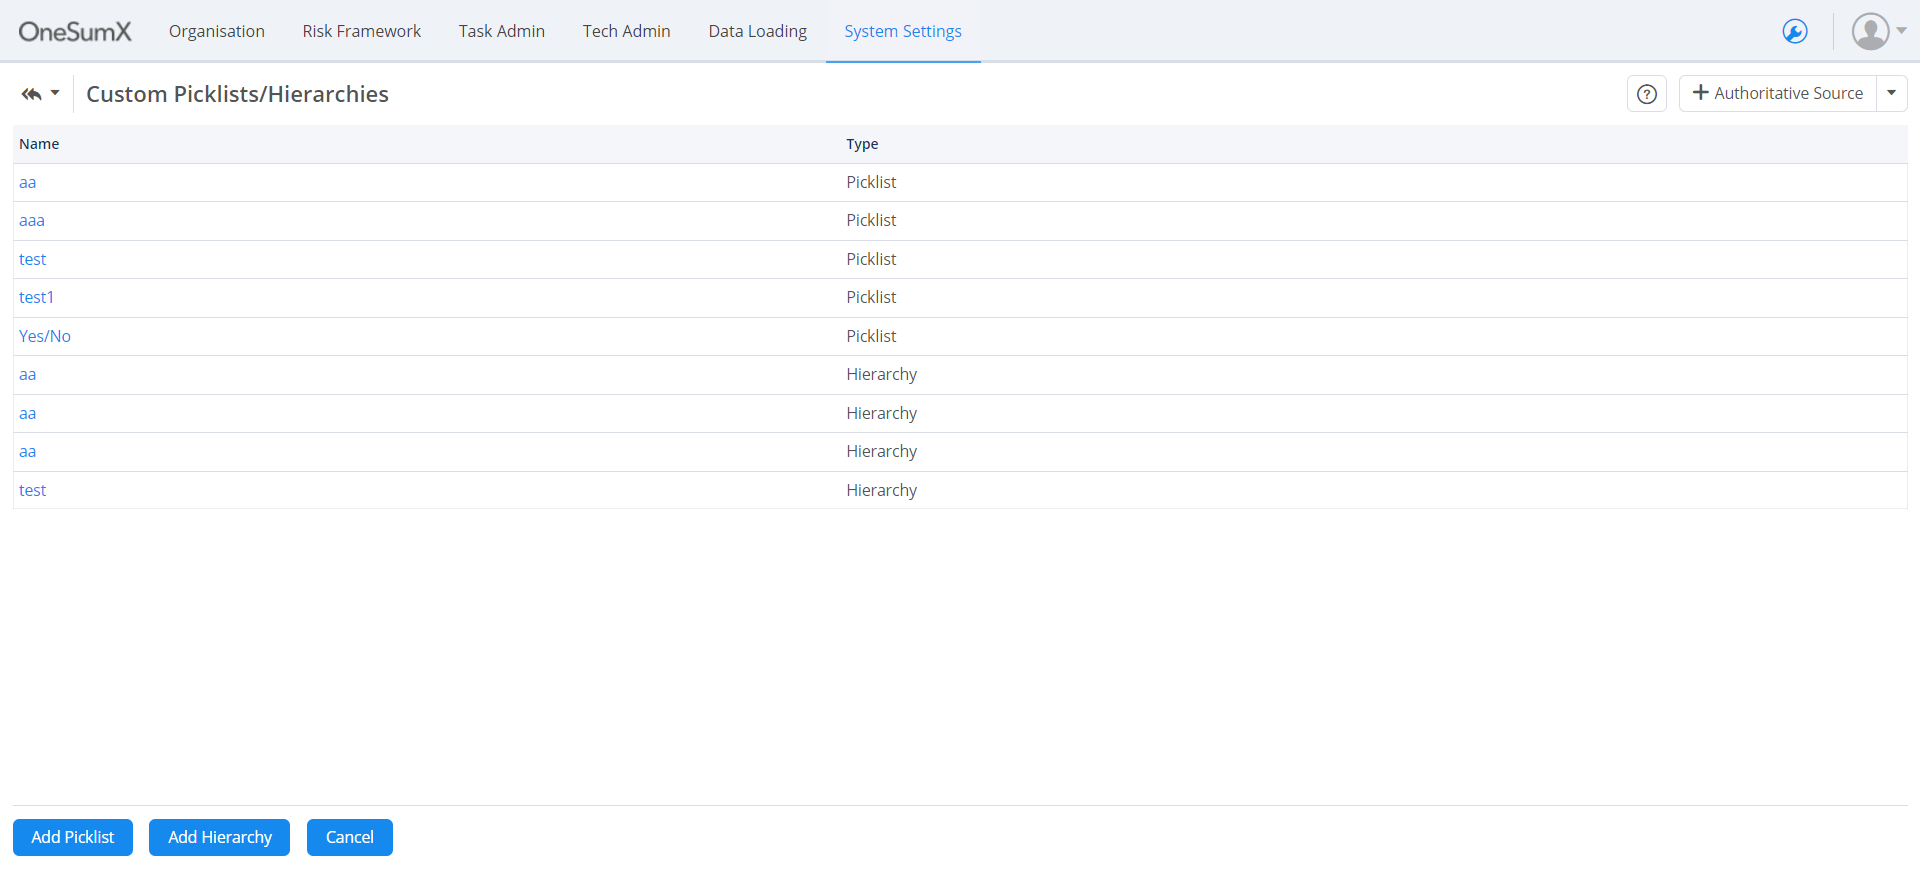 OneSumX Organisation Risk Framework Task Admin Tech Admin Data Loading System Settings
Custom Picklists/Hierarchies ? Authoritative Source
Name Type
aa Picklist
aaa Picklist
test Picklist
test1 Picklist
Yes/No Picklist
aa Hierarchy
aa Hierarchy
aa Hierarchy
test Hierarchy
Add Picklist Add Hierarchy Cancel